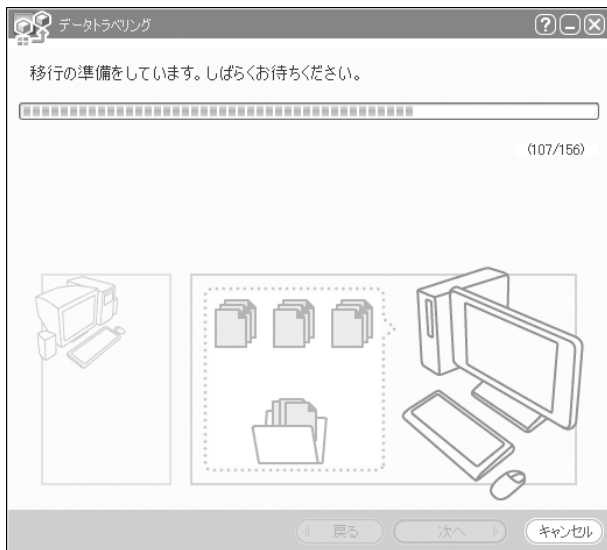 データトラベリング
移行の準備をしています。しばらくお待ちください。
(107/156)
戻る
次へ
キャンセル